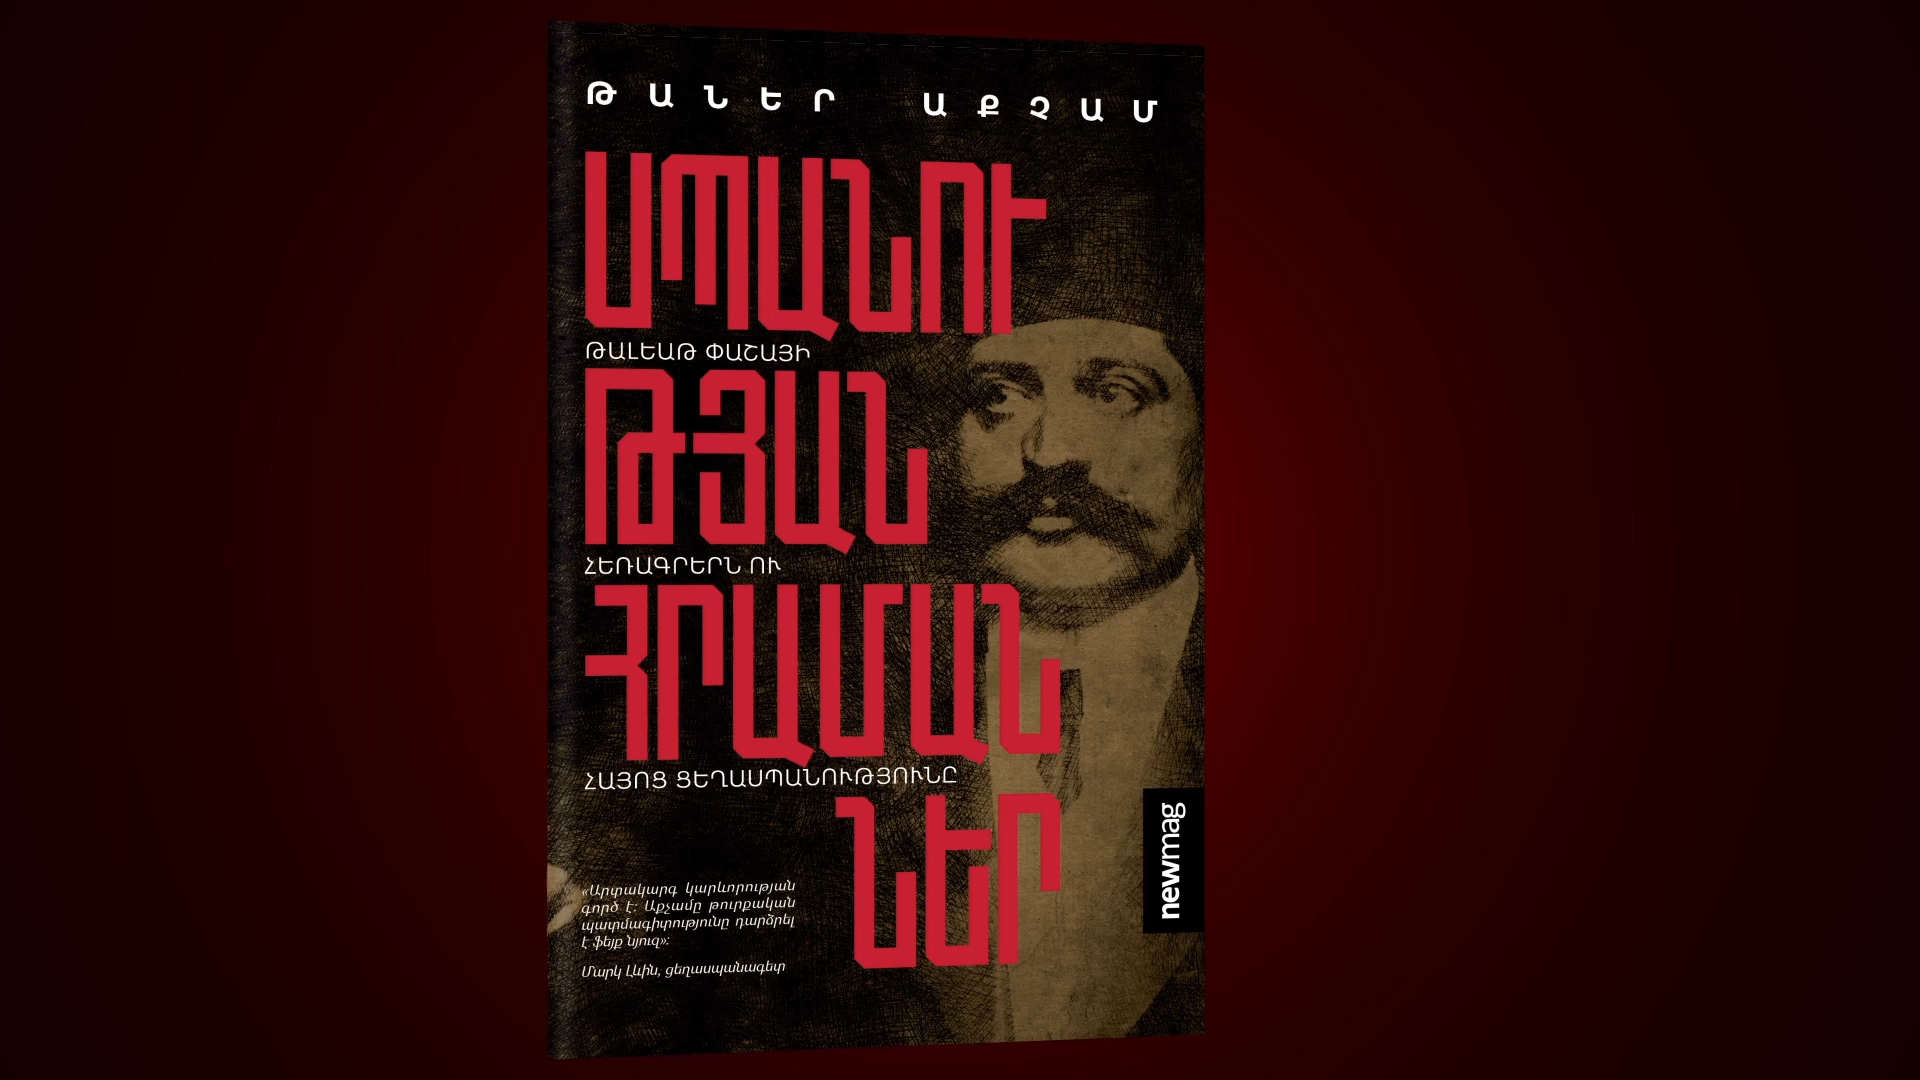 ԹԱՆԵՐ ԱՔՉԱՄ
ՍՊԱՆՈՒ
ԹԱԼԵԱԹ ՓԱՇԱՅԻ
ԹՅԱՆ
ՀԵՌԱԳՐԵՐՆ ՈՒ
ՀՐԱՄԱՆ
ՀԱՅՈՑ ՑԵՂԱՍՊԱՆՈՒԹՅՈՒՆԸ
ՆԵՐ
«Արտակարգ կարևորության
գործ է: Աքչամը թուրքական
պատմագիտությունը դարձրել
է ֆեյք նյուզ»:
Մարկ Լևին, ցեղասպանագետ
newmag